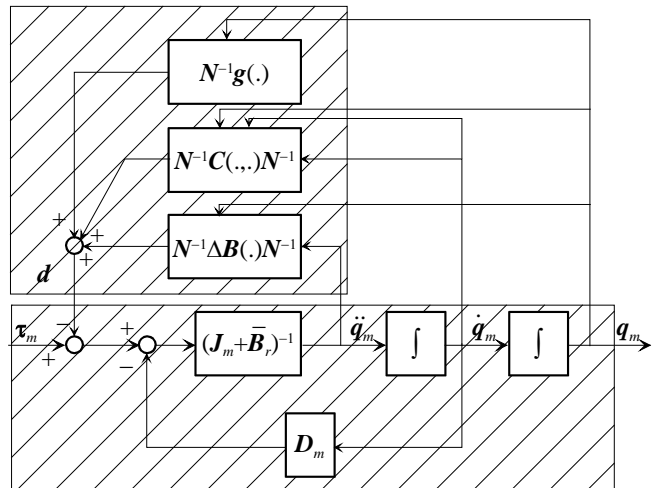 N⁻¹g(.)
N⁻¹C(.,.)N⁻¹
N⁻¹ΔB(.)N⁻¹
+
+
+
d
τₘ
−
+
+
−
(Jₘ+B̄ᵣ)⁻¹
q̈ₘ
∫
q̇ₘ
∫
qₘ
Dₘ